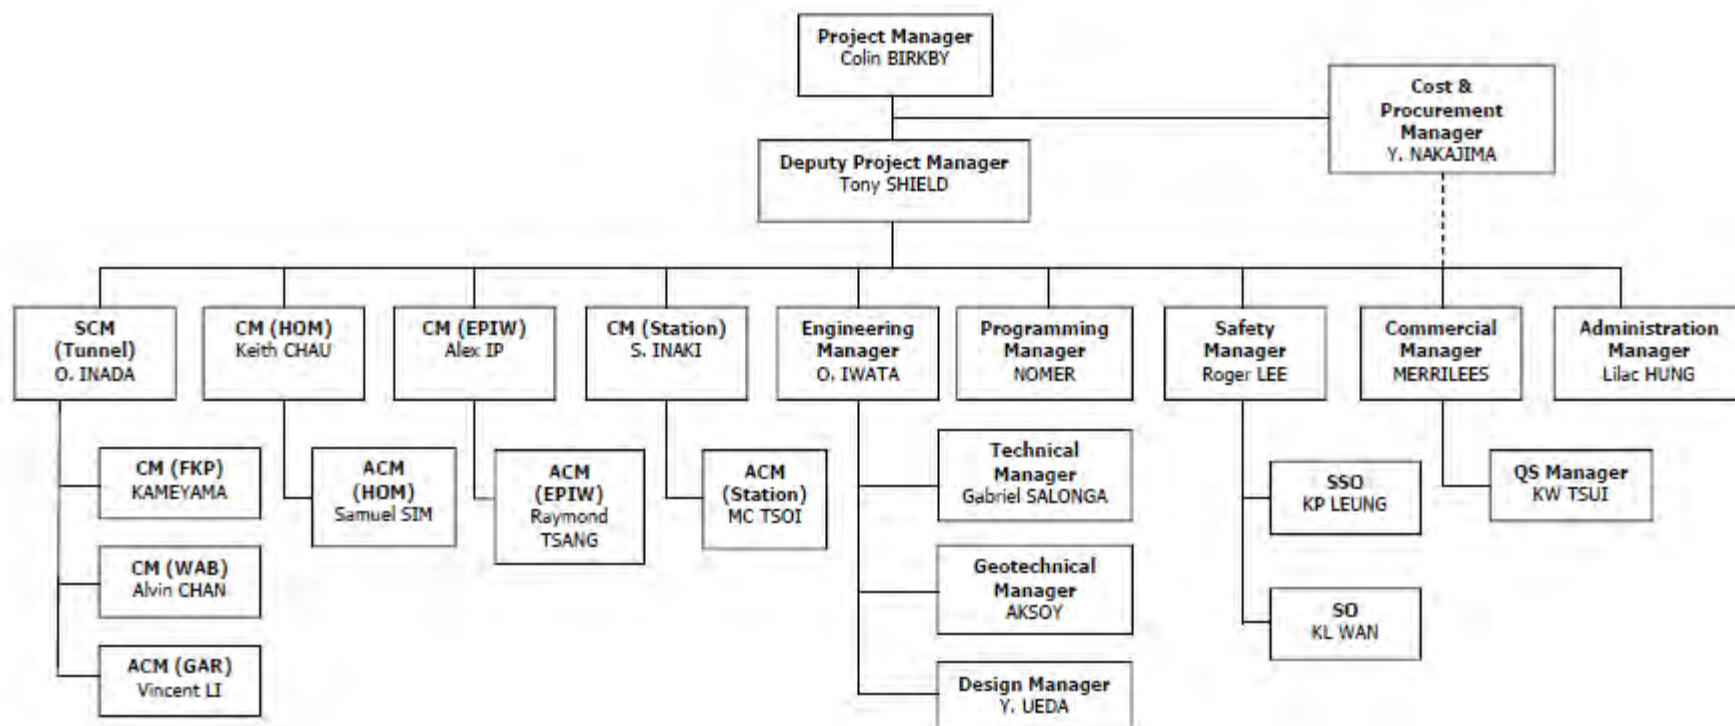 Project Manager
Colin BIRKBY
Cost &
Procurement
Manager
Y. NAKAJIMA
Deputy Project Manager
Tony SHIELD
SCM
(Tunnel)
O. INADA
CM (HOM)
Keith CHAU
CM (EPIW)
Alex IP
CM (Station)
S. INAKI
Engineering
Manager
O. IWATA
Programming
Manager
NOMER
Safety
Manager
Roger LEE
Commercial
Manager
MERRILEES
Administration
Manager
Lilac HUNG
CM (FKP)
KAMEYAMA
CM (WAB)
Alvin CHAN
ACM (GAR)
Vincent LI
ACM
(HOM)
Samuel SIM
ACM
(EPIW)
Raymond
TSANG
ACM
(Station)
MC TSOI
Technical
Manager
Gabriel SALONGA
Geotechnical
Manager
AKSOY
Design Manager
Y. UEDA
SSO
KP LEUNG
SO
KL WAN
QS Manager
KW TSUI